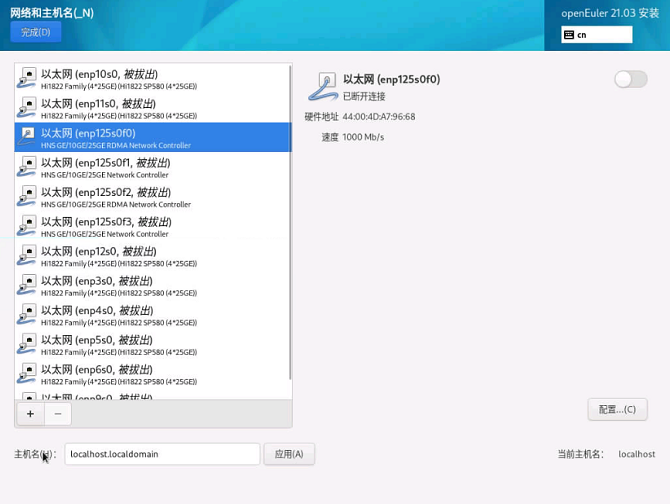 网络和主机名(_N)
完成(D)
openEuler 21.03 安装
cn
以太网 (enp10s0, 被拔出)
Hi1822 Family (4*25GE) (Hi1822 SP580 (4*25GE))
以太网 (enp11s0, 被拔出)
Hi1822 Family (4*25GE) (Hi1822 SP580 (4*25GE))
以太网 (enp125s0f0)
HNS GE/10GE/25GE RDMA Network Controller
以太网 (enp125s0f1, 被拔出)
HNS GE/10GE/25GE Network Controller
以太网 (enp125s0f2, 被拔出)
HNS GE/10GE/25GE RDMA Network Controller
以太网 (enp125s0f3, 被拔出)
HNS GE/10GE/25GE Network Controller
以太网 (enp12s0, 被拔出)
Hi1822 Family (4*25GE) (Hi1822 SP580 (4*25GE))
以太网 (enp3s0, 被拔出)
Hi1822 Family (4*25GE) (Hi1822 SP580 (4*25GE))
以太网 (enp4s0, 被拔出)
Hi1822 Family (4*25GE) (Hi1822 SP580 (4*25GE))
以太网 (enp5s0, 被拔出)
Hi1822 Family (4*25GE) (Hi1822 SP580 (4*25GE))
以太网 (enp6s0, 被拔出)
Hi1822 Family (4*25GE) (Hi1822 SP580 (4*25GE))
以太网 (enp125s0f0)
已断开连接
硬件地址 44:00:4D:A7:96:68
速度 1000 Mb/s
+ −
配置...(C)
主机名(H): localhost.localdomain 应用(A)
当前主机名: localhost